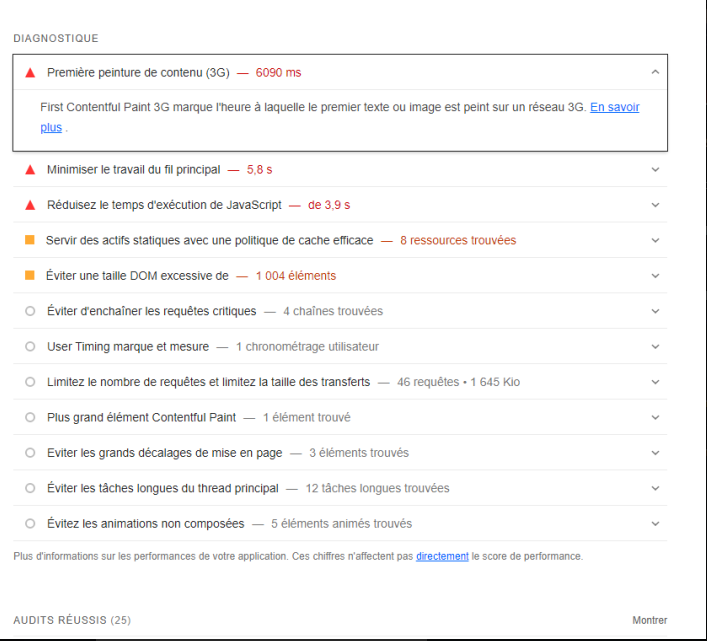 DIAGNOSTIQUE
Première peinture de contenu (3G) — 6090 ms
First Contentful Paint 3G marque l'heure à laquelle le premier texte ou image est peint sur un réseau 3G. En savoir
plus .
Minimiser le travail du fil principal — 5,8 s
Réduisez le temps d'exécution de JavaScript — de 3,9 s
Servir des actifs statiques avec une politique de cache efficace — 8 ressources trouvées
Éviter une taille DOM excessive de — 1 004 éléments
Éviter d'enchaîner les requêtes critiques — 4 chaînes trouvées
User Timing marque et mesure — 1 chronométrage utilisateur
Limitez le nombre de requêtes et limitez la taille des transferts — 46 requêtes • 1 645 Kio
Plus grand élément Contentful Paint — 1 élément trouvé
Eviter les grands décalages de mise en page — 3 éléments trouvés
Éviter les tâches longues du thread principal — 12 tâches longues trouvées
Évitez les animations non composées — 5 éléments animés trouvés
Plus d'informations sur les performances de votre application. Ces chiffres n'affectent pas directement le score de performance.
AUDITS RÉUSSIS (25) Montrer